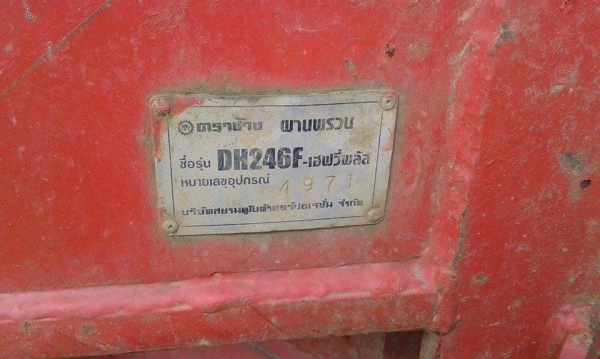 ตราช้าง ผานพรวน
ชื่อรุ่น DH246F-เฮฟวี่พลัส
หมายเลขอุปกรณ์ 4971
บริษัทสยามคูโบต้าคอร์ปอเรชั่น จำกัด